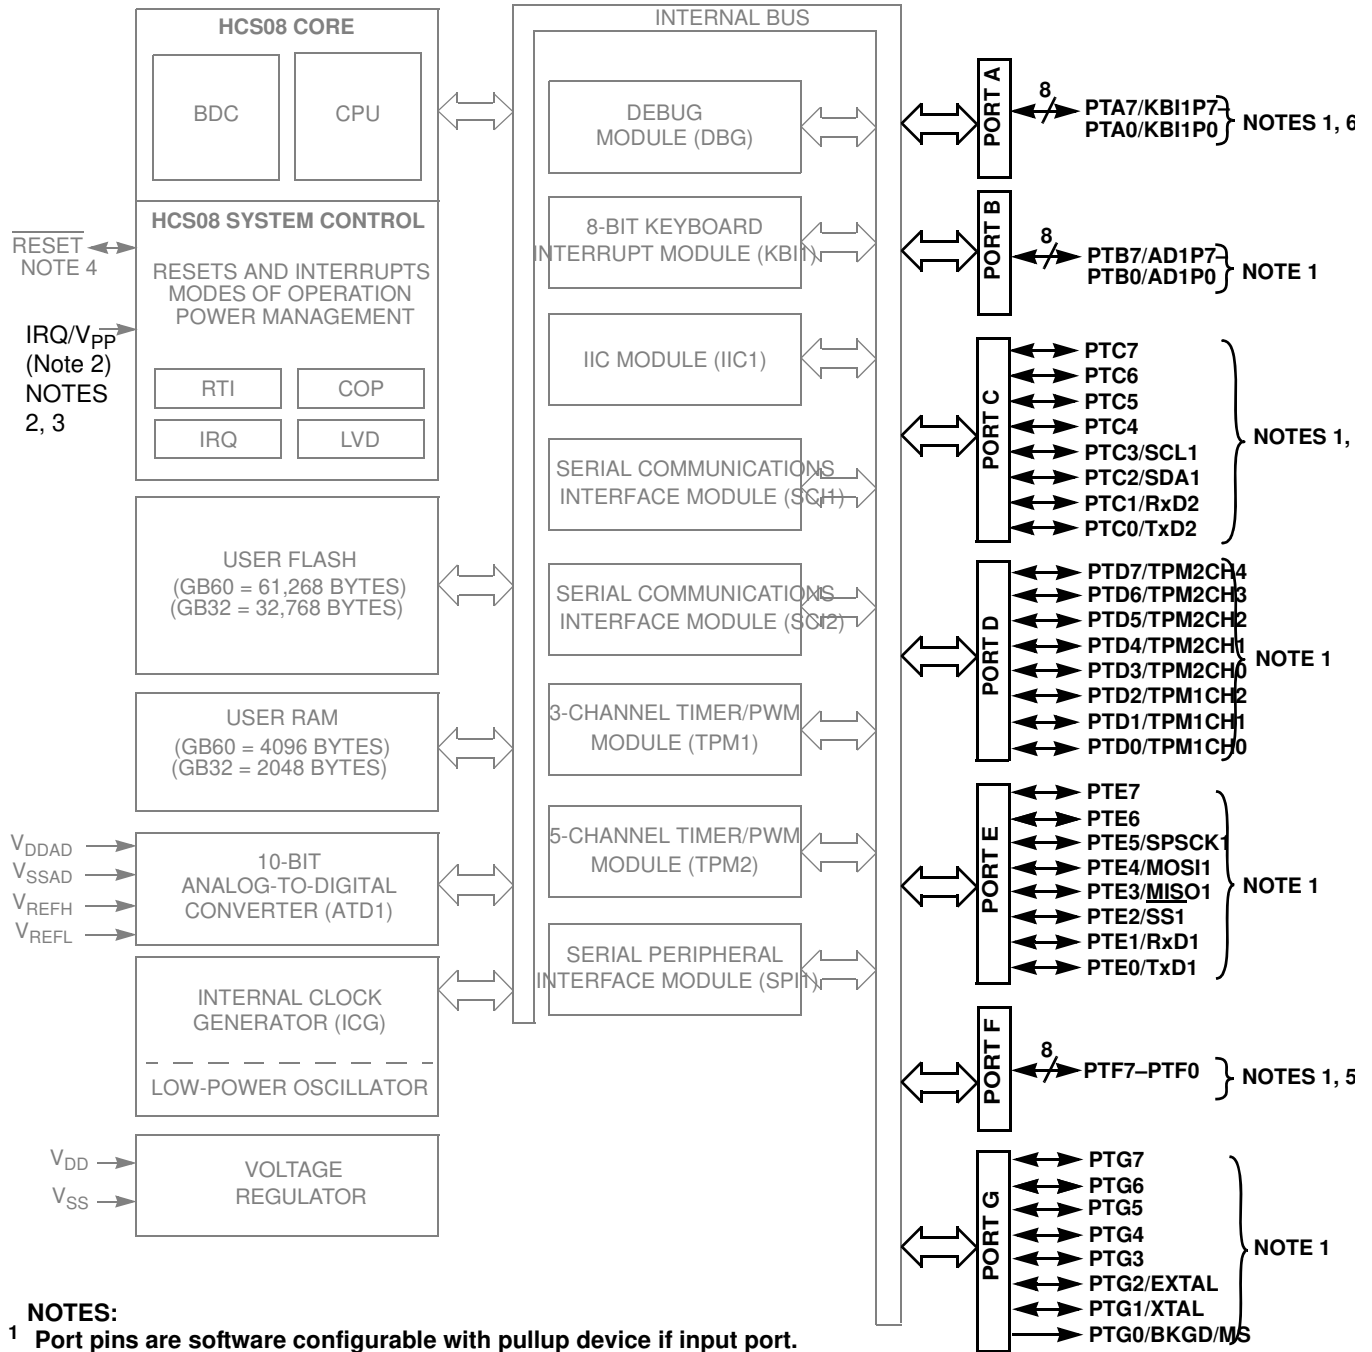 HCS08 CORE
BDC
CPU
HCS08 SYSTEM CONTROL
RESET
NOTE 4
RESETS AND INTERRUPTS
MODES OF OPERATION
POWER MANAGEMENT
IRQ/VPP
(Note 2)
NOTES
2, 3
RTI
COP
IRQ
LVD
USER FLASH
(GB60 = 61,268 BYTES)
(GB32 = 32,768 BYTES)
USER RAM
(GB60 = 4096 BYTES)
(GB32 = 2048 BYTES)
VDDAD
VSSAD
VREFH
VREFL
10-BIT
ANALOG-TO-DIGITAL
CONVERTER (ATD1)
INTERNAL CLOCK
GENERATOR (ICG)
LOW-POWER OSCILLATOR
VDD
VSS
VOLTAGE
REGULATOR
INTERNAL BUS
DEBUG
MODULE (DBG)
8-BIT KEYBOARD
INTERRUPT MODULE (KBI1)
IIC MODULE (IIC1)
SERIAL COMMUNICATIONS
INTERFACE MODULE (SCI1)
SERIAL COMMUNICATIONS
INTERFACE MODULE (SCI2)
3-CHANNEL TIMER/PWM
MODULE (TPM1)
5-CHANNEL TIMER/PWM
MODULE (TPM2)
SERIAL PERIPHERAL
INTERFACE MODULE (SPI1)
PORT A
8
PTA7/KBI1P7–
PTA0/KBI1P0
NOTES 1, 6
PORT B
8
PTB7/AD1P7–
PTB0/AD1P0
NOTE 1
PORT C
PTC7
PTC6
PTC5
PTC4
PTC3/SCL1
PTC2/SDA1
PTC1/RxD2
PTC0/TxD2
NOTES 1,
PORT D
PTD7/TPM2CH4
PTD6/TPM2CH3
PTD5/TPM2CH2
PTD4/TPM2CH1
PTD3/TPM2CH0
PTD2/TPM1CH2
PTD1/TPM1CH1
PTD0/TPM1CH0
NOTE 1
PORT E
PTE7
PTE6
PTE5/SPSCK1
PTE4/MOSI1
PTE3/MISO1
PTE2/SS1
PTE1/RxD1
PTE0/TxD1
NOTE 1
PORT F
8
PTF7–PTF0
NOTES 1, 5
PORT G
PTG7
PTG6
PTG5
PTG4
PTG3
PTG2/EXTAL
PTG1/XTAL
PTG0/BKGD/MS
NOTE 1
NOTES:
1 Port pins are software configurable with pullup device if input port.